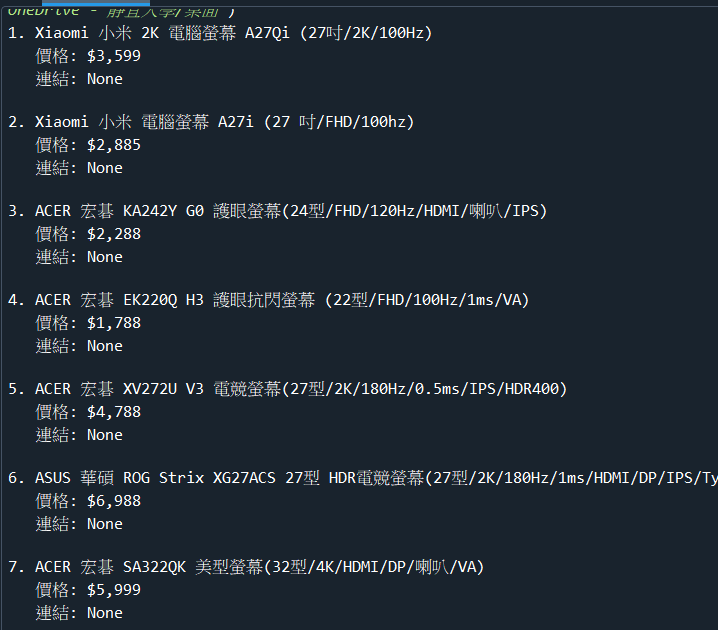 OneDrive - 靜宜大學/桌面')
1. Xiaomi 小米 2K 電腦螢幕 A27Qi (27吋/2K/100Hz)
價格: $3,599
連結: None
2. Xiaomi 小米 電腦螢幕 A27i (27 吋/FHD/100hz)
價格: $2,885
連結: None
3. ACER 宏碁 KA242Y G0 護眼螢幕(24型/FHD/120Hz/HDMI/喇叭/IPS)
價格: $2,288
連結: None
4. ACER 宏碁 EK220Q H3 護眼抗閃螢幕 (22型/FHD/100Hz/1ms/VA)
價格: $1,788
連結: None
5. ACER 宏碁 XV272U V3 電競螢幕(27型/2K/180Hz/0.5ms/IPS/HDR400)
價格: $4,788
連結: None
6. ASUS 華碩 ROG Strix XG27ACS 27型 HDR電競螢幕(27型/2K/180Hz/1ms/HDMI/DP/IPS/Ty
價格: $6,988
連結: None
7. ACER 宏碁 SA322QK 美型螢幕(32型/4K/HDMI/DP/喇叭/VA)
價格: $5,999
連結: None